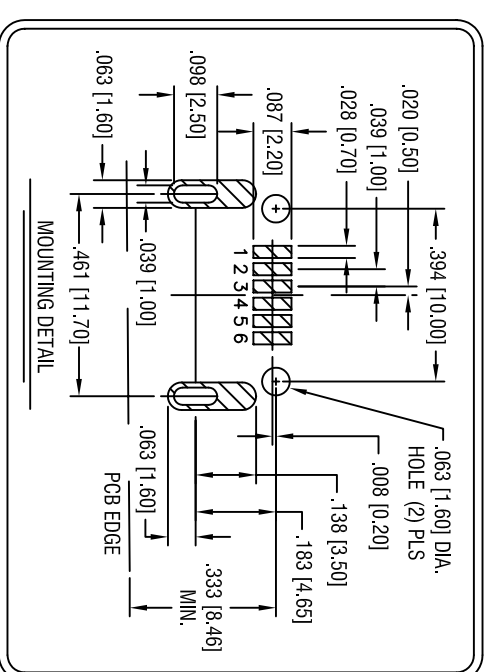 .394 [10.00]
.020 [0.50]
.039 [1.00]
.028 [0.70]
.087 [2.20]
.098 [2.50]
.063 [1.60]
.063 [1.60] DIA.
HOLE (2) PLS
.008 [0.20]
.138 [3.50]
.183 [4.65]
.333 [8.46]
MIN.
1 2 3 4 5 6
.039 [1.00]
.063 [1.60]
PCB EDGE
.461 [11.70]
MOUNTING DETAIL